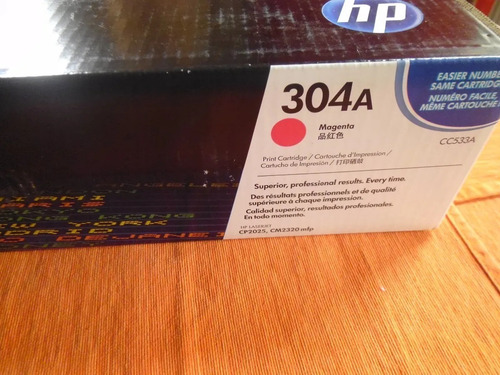 hp
304A
Magenta
品红色
EASIER NUMBE
SAME CARTRIDG
NUMÉRO FACILE,
MÊME CARTOUCHE
CC533A
Print Cartridge / Cartouche d'Impression /
Cartucho de Impresión / 打印硒鼓
Superior, professional results. Every time.
Des résultats professionnels et de qualité
supérieure à chaque impression.
Calidad superior, resultados profesionales.
En todo momento.
HP LASERJET
CP2025, CM2320 mfp